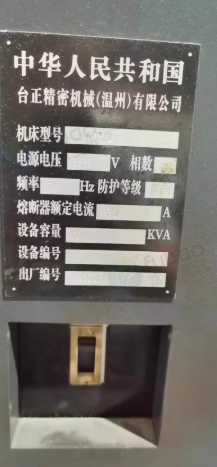 中华人民共和国
台正精密机械(温州)有限公司
机床型号
电源电压 V 相数
频率 Hz 防护等级
熔断器额定电流 A
设备容量 KVA
设备编号
出厂编号